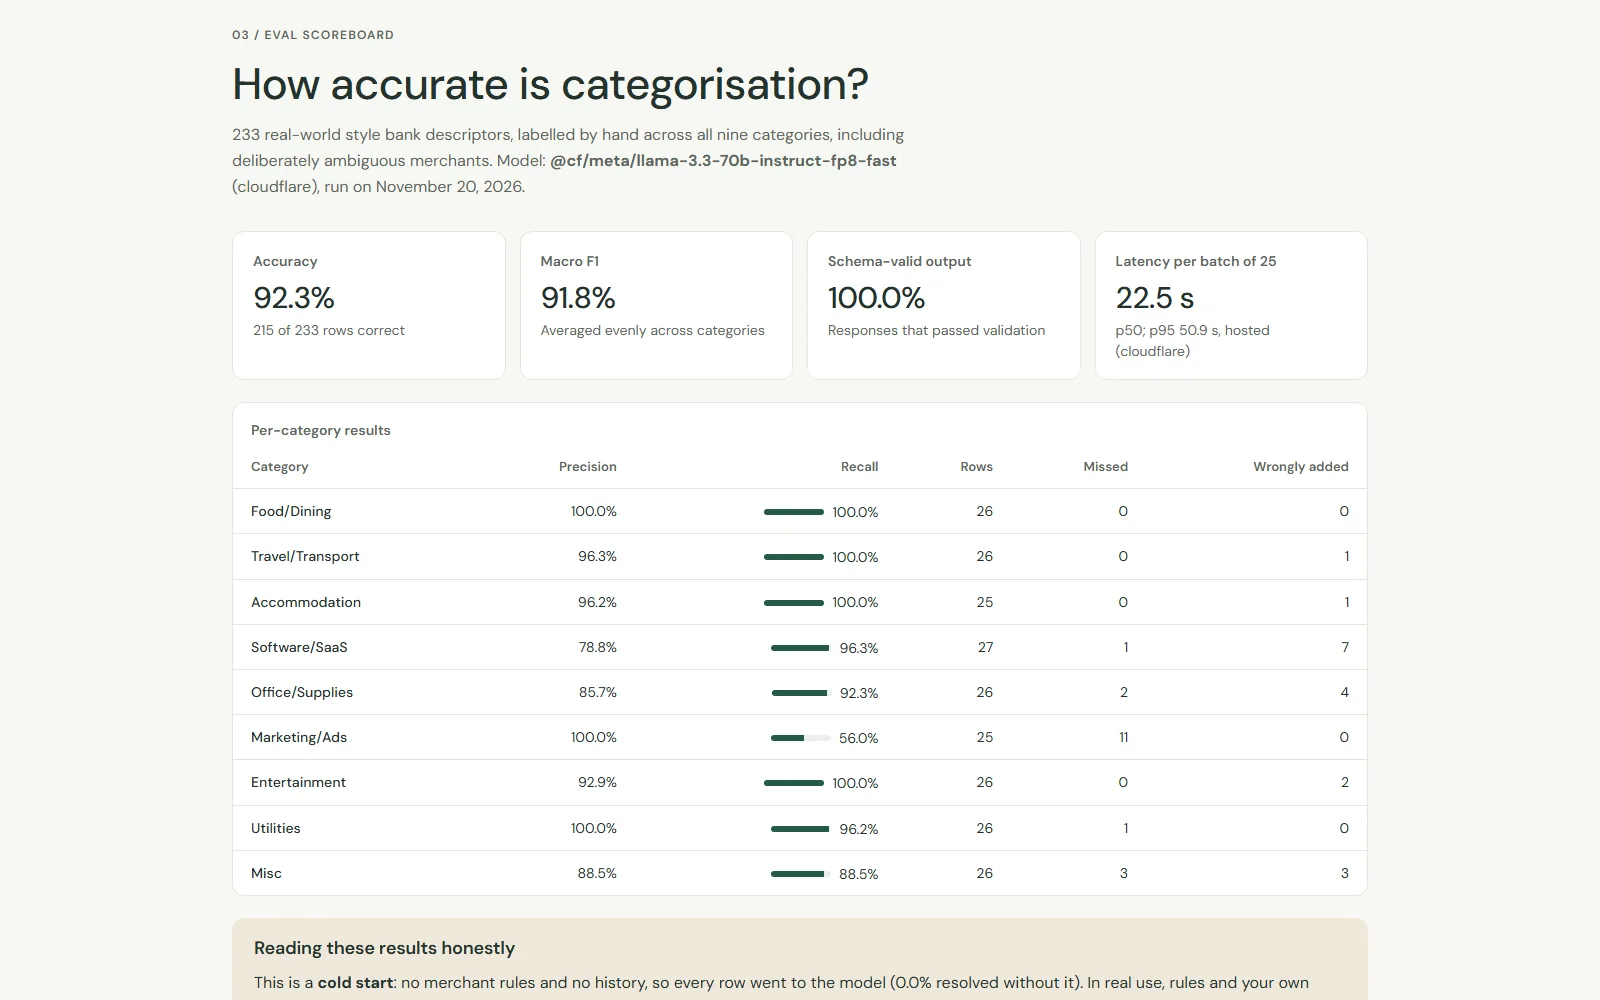 03 / EVAL SCOREBOARD
How accurate is categorisation?
233 real-world style bank descriptors, labelled by hand across all nine categories, including
deliberately ambiguous merchants. Model: @cf/meta/llama-3.3-70b-instruct-fp8-fast
(cloudflare), run on November 20, 2026.
Accuracy
92.3%
215 of 233 rows correct
Macro F1
91.8%
Averaged evenly across categories
Schema-valid output
100.0%
Responses that passed validation
Latency per batch of 25
22.5 s
p50; p95 50.9 s, hosted
(cloudflare)
Per-category results
Category Precision Recall Rows Missed Wrongly added
Food/Dining 100.0% 100.0% 26 0 0
Travel/Transport 96.3% 100.0% 26 0 1
Accommodation 96.2% 100.0% 25 0 1
Software/SaaS 78.8% 96.3% 27 1 7
Office/Supplies 85.7% 92.3% 26 2 4
Marketing/Ads 100.0% 56.0% 25 11 0
Entertainment 92.9% 100.0% 26 0 2
Utilities 100.0% 96.2% 26 1 0
Misc 88.5% 88.5% 26 3 3
Reading these results honestly
This is a cold start: no merchant rules and no history, so every row went to the model (0.0% resolved without it). In real use, rules and your own